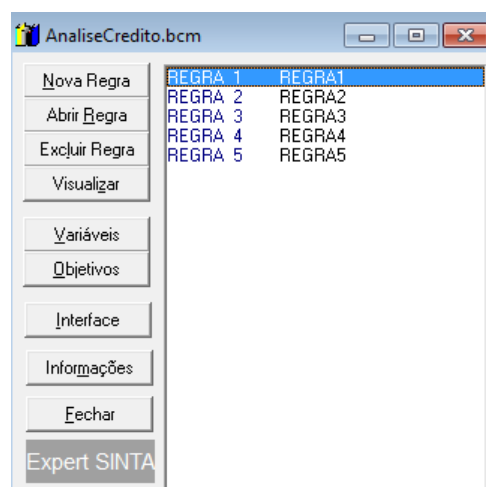 AnaliseCredito.bcm
Nova Regra
Abrir Regra
Excluir Regra
Visualizar
Variáveis
Objetivos
Interface
Informações
Fechar
Expert SINTA
REGRA 1 REGRA1
REGRA 2 REGRA2
REGRA 3 REGRA3
REGRA 4 REGRA4
REGRA 5 REGRA5